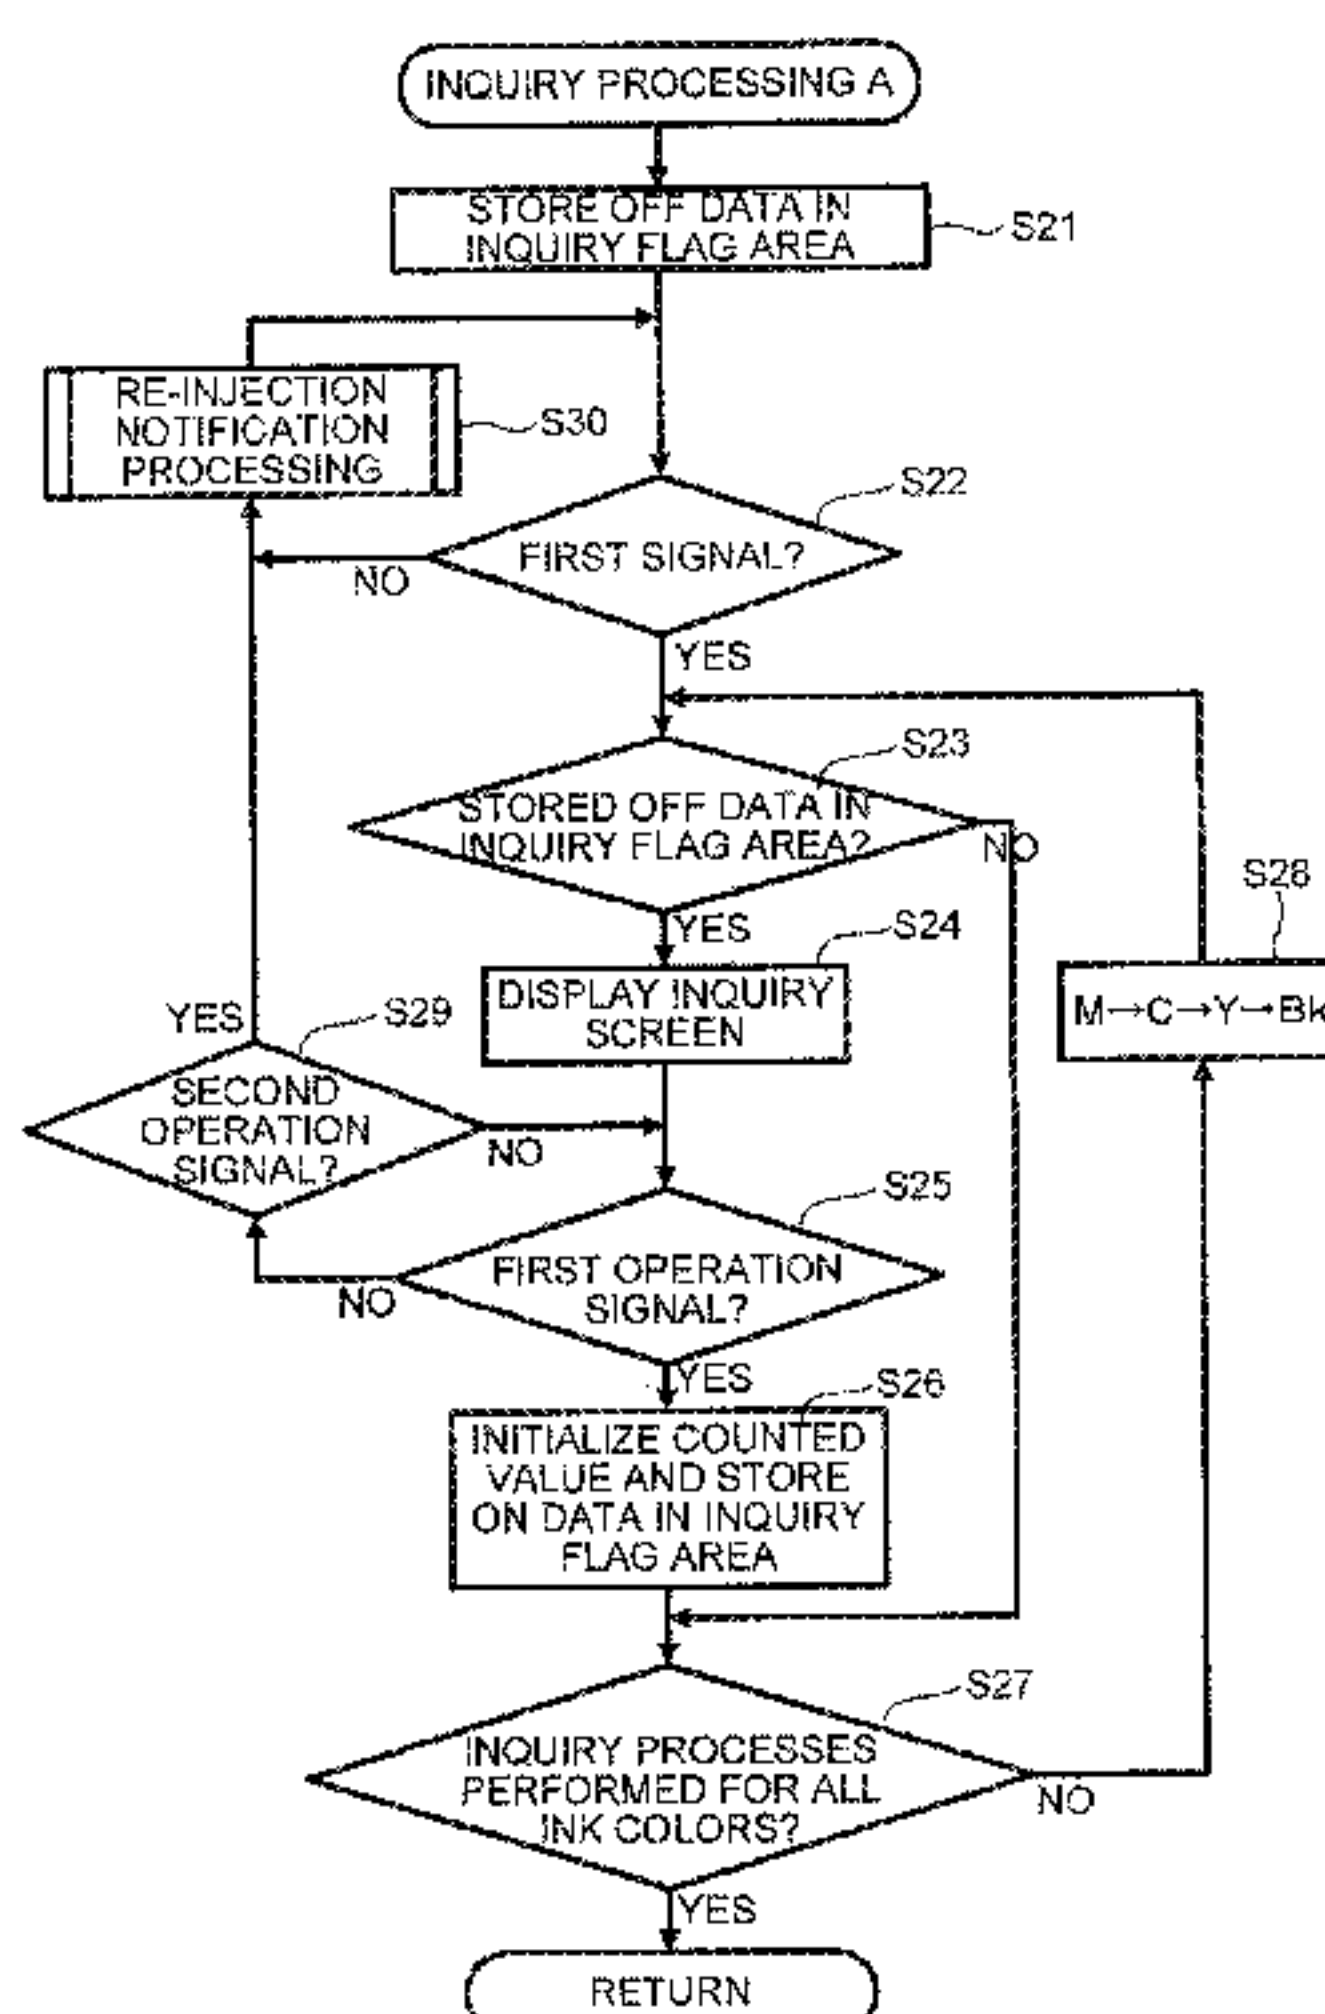 INQUIRY PROCESSING A
STORE OFF DATA IN
INQUIRY FLAG AREA
S21
RE-INJECTION
NOTIFICATION
PROCESSING
S30
S22
FIRST SIGNAL?
NO
YES
S23
STORED OFF DATA IN
INQUIRY FLAG AREA?
NO
YES
S24
DISPLAY INQUIRY
SCREEN
S28
M→C→Y→Bk
YES
S29
SECOND
OPERATION
SIGNAL?
NO
S25
FIRST OPERATION
SIGNAL?
NO
YES
S26
INITIALIZE COUNTED
VALUE AND STORE
ON DATA IN INQUIRY
FLAG AREA
S27
INQUIRY PROCESSES
PERFORMED FOR ALL
INK COLORS?
NO
YES
RETURN